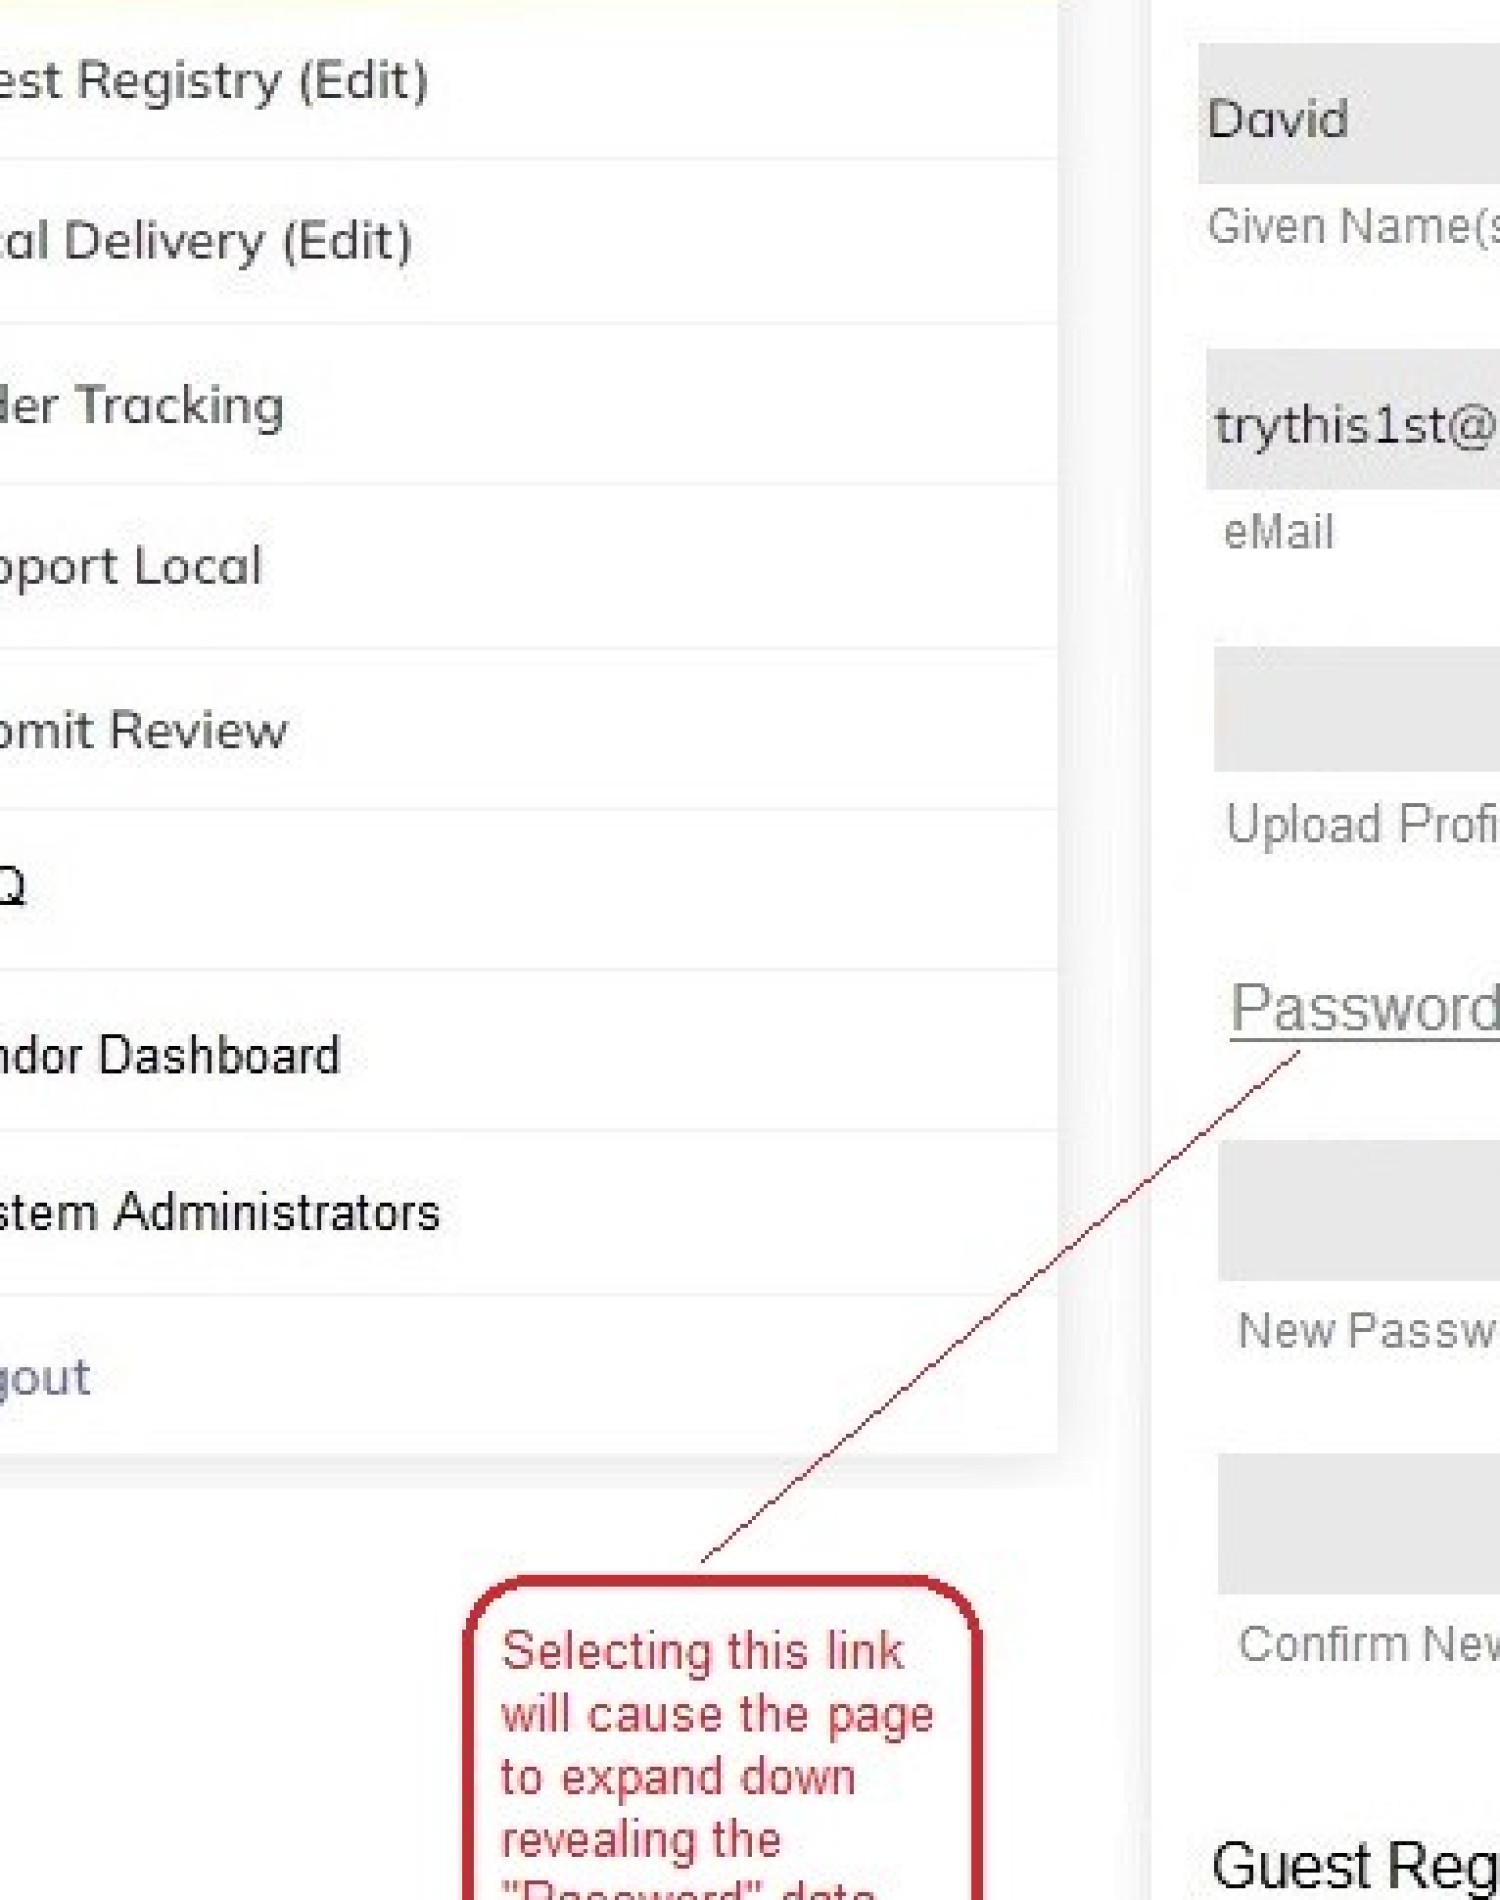 est Registry (Edit)
cal Delivery (Edit)
der Tracking
pport Local
omit Review
Q
ndor Dashboard
stem Administrators
gout
David
Given Name(s
trythis1st@
eMail
Upload Profi
Password
New Passw
Confirm New
Guest Reg
Selecting this link
will cause the page
to expand down
revealing the
"Password" data